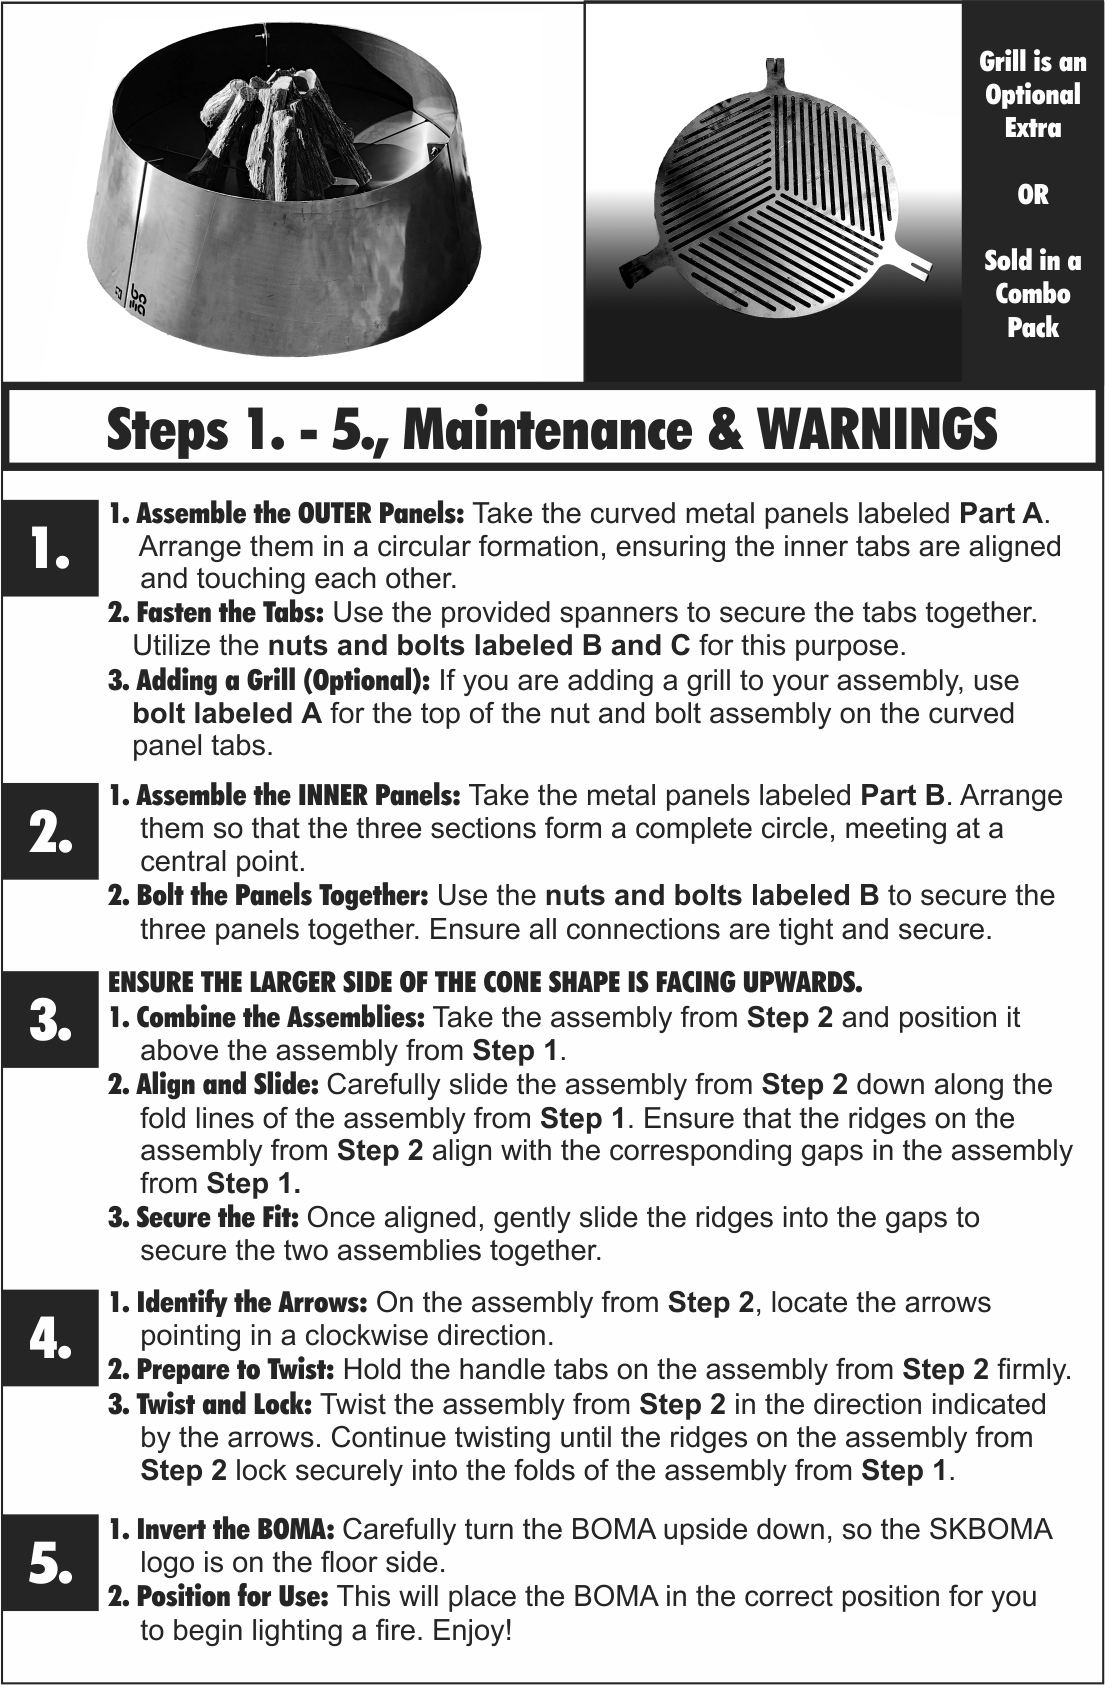 Grill is an
Optional
Extra
OR
Sold in a
Combo
Pack
bo
ma
Steps 1. - 5., Maintenance & WARNINGS
1.
1. Assemble the OUTER Panels: Take the curved metal panels labeled Part A.
Arrange them in a circular formation, ensuring the inner tabs are aligned
and touching each other.
2. Fasten the Tabs: Use the provided spanners to secure the tabs together.
Utilize the nuts and bolts labeled B and C for this purpose.
3. Adding a Grill (Optional): If you are adding a grill to your assembly, use
bolt labeled A for the top of the nut and bolt assembly on the curved
panel tabs.
2.
1. Assemble the INNER Panels: Take the metal panels labeled Part B. Arrange
them so that the three sections form a complete circle, meeting at a
central point.
2. Bolt the Panels Together: Use the nuts and bolts labeled B to secure the
three panels together. Ensure all connections are tight and secure.
3.
ENSURE THE LARGER SIDE OF THE CONE SHAPE IS FACING UPWARDS.
1. Combine the Assemblies: Take the assembly from Step 2 and position it
above the assembly from Step 1.
2. Align and Slide: Carefully slide the assembly from Step 2 down along the
fold lines of the assembly from Step 1. Ensure that the ridges on the
assembly from Step 2 align with the corresponding gaps in the assembly
from Step 1.
3. Secure the Fit: Once aligned, gently slide the ridges into the gaps to
secure the two assemblies together.
4.
1. Identify the Arrows: On the assembly from Step 2, locate the arrows
pointing in a clockwise direction.
2. Prepare to Twist: Hold the handle tabs on the assembly from Step 2 firmly.
3. Twist and Lock: Twist the assembly from Step 2 in the direction indicated
by the arrows. Continue twisting until the ridges on the assembly from
Step 2 lock securely into the folds of the assembly from Step 1.
5.
1. Invert the BOMA: Carefully turn the BOMA upside down, so the SKBOMA
logo is on the floor side.
2. Position for Use: This will place the BOMA in the correct position for you
to begin lighting a fire. Enjoy!